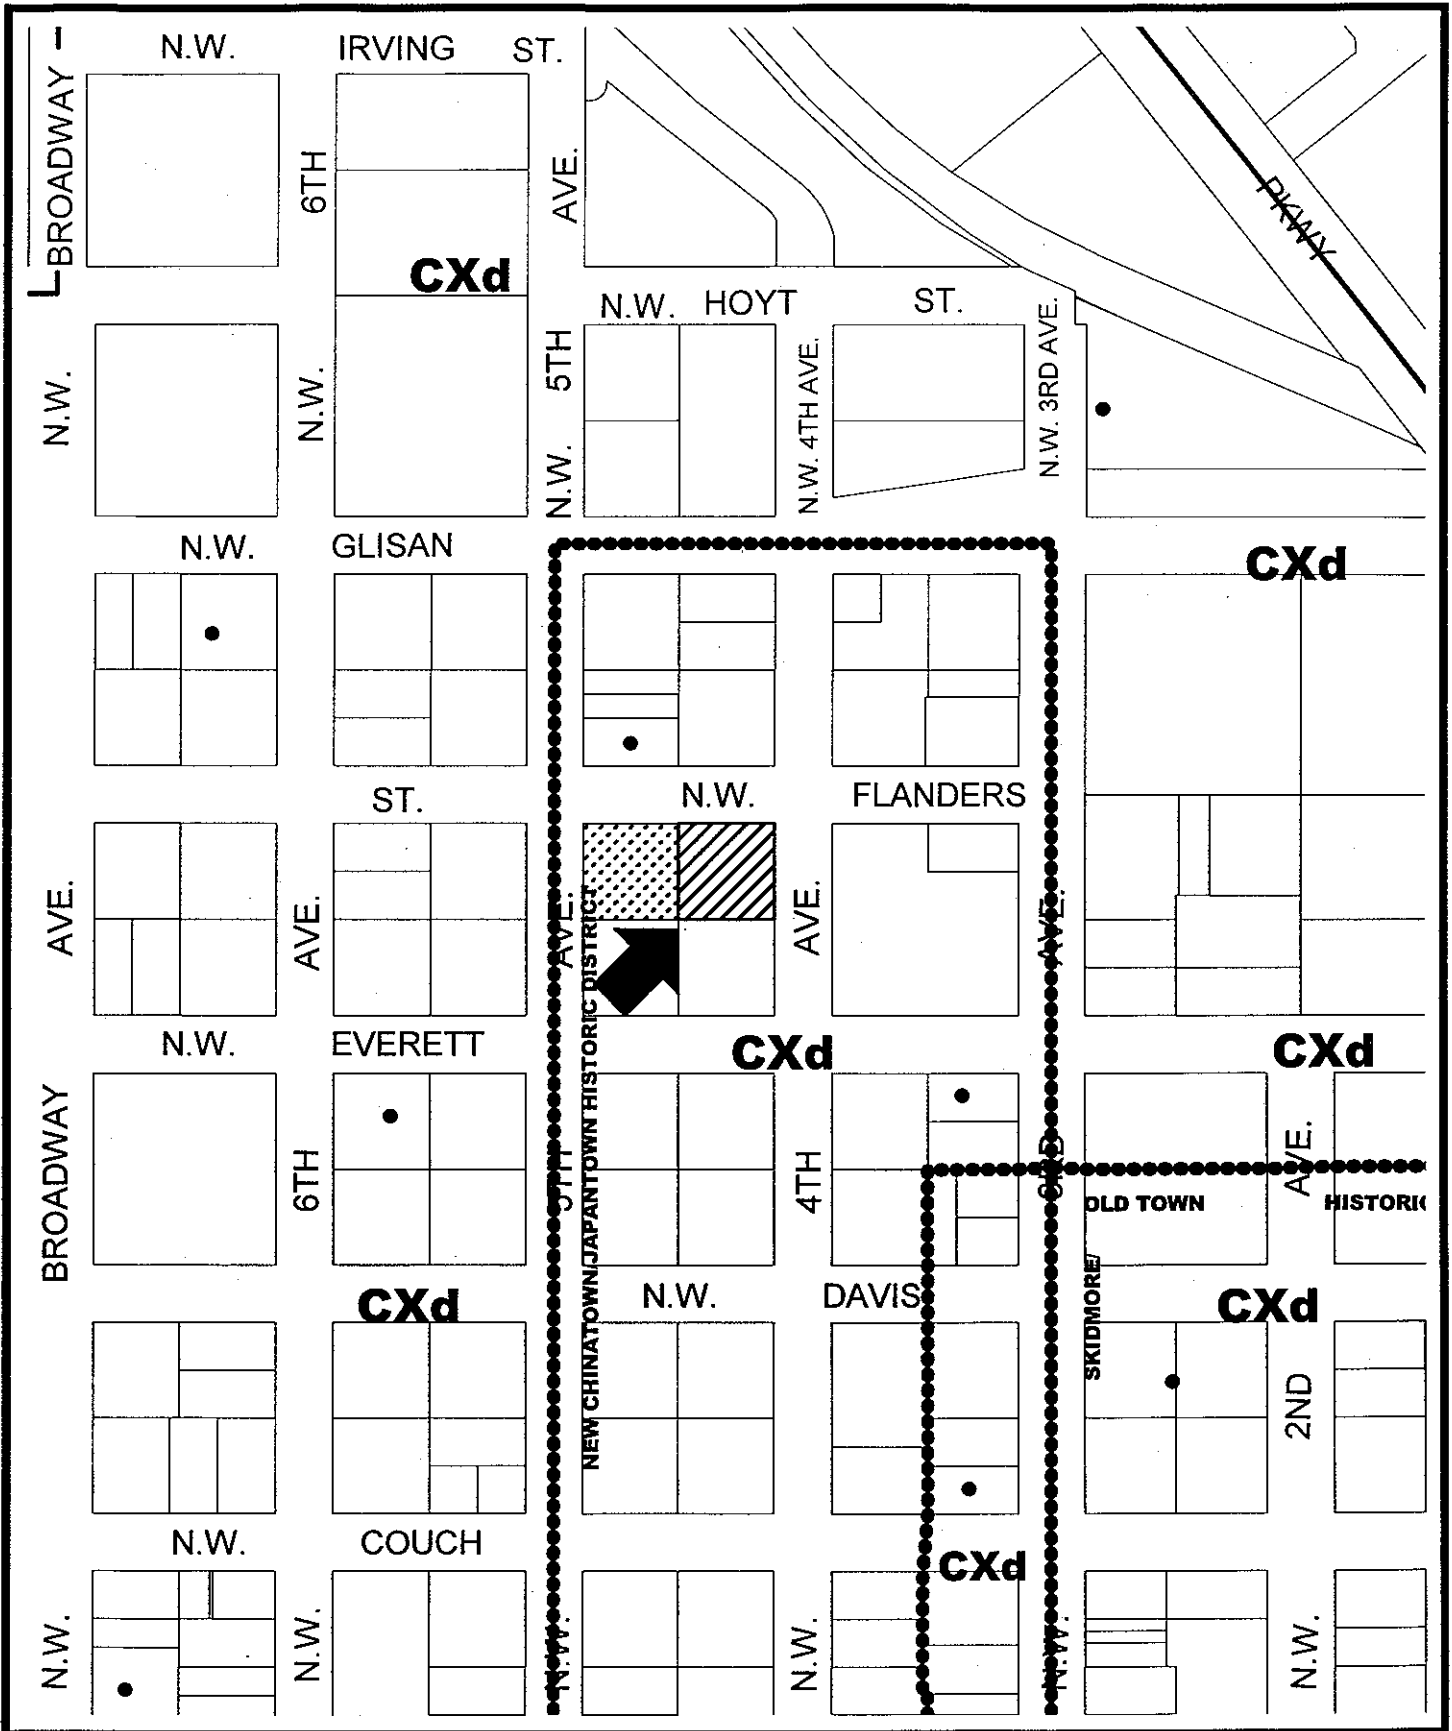 N.W. IRVING ST.
BROADWAY
6TH
AVE.
PKWY
CXd
N.W. HOYT ST.
N.W.
N.W.
N.W. 5TH
N.W. 4TH AVE.
N.W. 3RD AVE.
N.W. GLISAN
CXd
ST. N.W. FLANDERS
AVE.
AVE.
AVE.
AVE.
AVE.
NEW CHINATOWN/JAPANTOWN HISTORIC DISTRICT
N.W. EVERETT
CXd
CXd
BROADWAY
6TH
5TH
4TH
3RD
AVE.
OLD TOWN HISTORIC
SKIDMORE/
CXd
N.W. DAVIS
CXd
2ND
N.W. COUCH
CXd
N.W.
N.W.
N.W.
N.W.
N.W.
N.W.